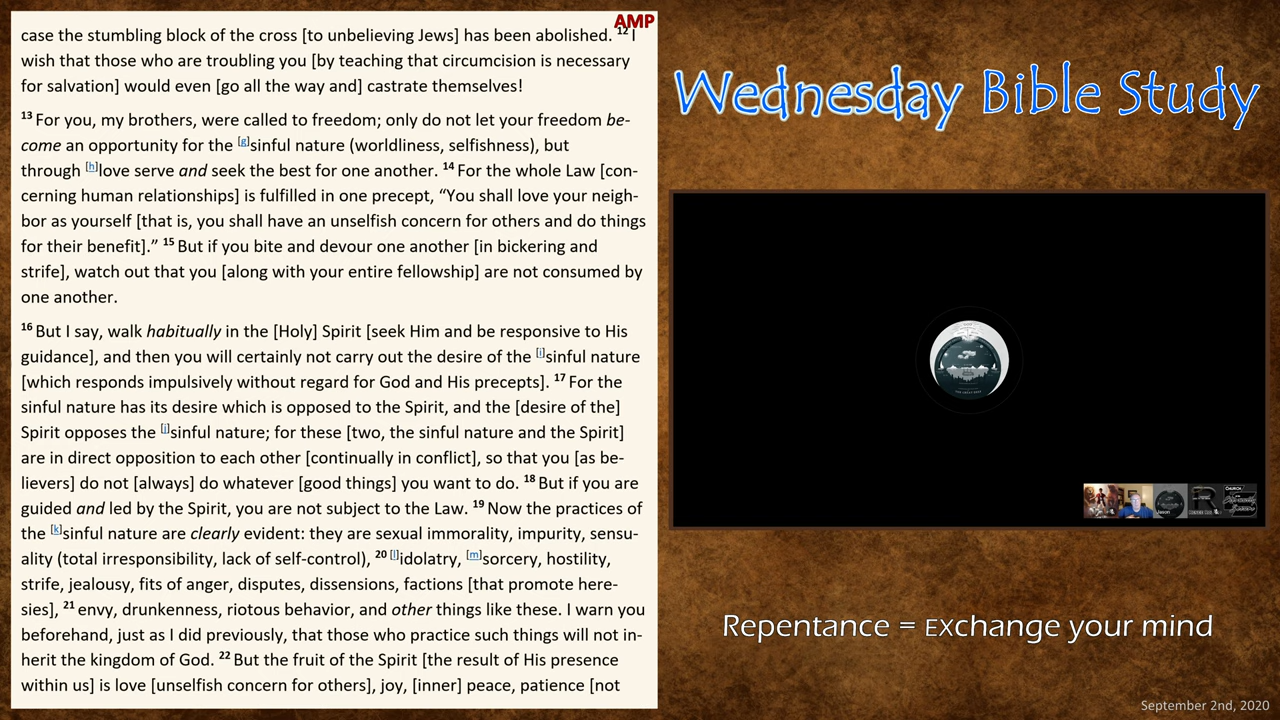 AMP
case the stumbling block of the cross [to unbelieving Jews] has been abolished. 12 I
wish that those who are troubling you [by teaching that circumcision is necessary
for salvation] would even [go all the way and] castrate themselves!
13 For you, my brothers, were called to freedom; only do not let your freedom be-
come an opportunity for the [g]sinful nature (worldliness, selfishness), but
through [h]love serve and seek the best for one another. 14 For the whole Law [con-
cerning human relationships] is fulfilled in one precept, “You shall love your neigh-
bor as yourself [that is, you shall have an unselfish concern for others and do things
for their benefit].” 15 But if you bite and devour one another [in bickering and
strife], watch out that you [along with your entire fellowship] are not consumed by
one another.
16 But I say, walk habitually in the [Holy] Spirit [seek Him and be responsive to His
guidance], and then you will certainly not carry out the desire of the [i]sinful nature
[which responds impulsively without regard for God and His precepts]. 17 For the
sinful nature has its desire which is opposed to the Spirit, and the [desire of the]
Spirit opposes the [j]sinful nature; for these [two, the sinful nature and the Spirit]
are in direct opposition to each other [continually in conflict], so that you [as be-
lievers] do not [always] do whatever [good things] you want to do. 18 But if you are
guided and led by the Spirit, you are not subject to the Law. 19 Now the practices of
the [k]sinful nature are clearly evident: they are sexual immorality, impurity, sensu-
ality (total irresponsibility, lack of self-control), 20 [l]idolatry, [m]sorcery, hostility,
strife, jealousy, fits of anger, disputes, dissensions, factions [that promote here-
sies], 21 envy, drunkenness, riotous behavior, and other things like these. I warn you
beforehand, just as I did previously, that those who practice such things will not in-
herit the kingdom of God. 22 But the fruit of the Spirit [the result of His presence
within us] is love [unselfish concern for others], joy, [inner] peace, patience [not
Wednesday Bible Study
Jason
Church
Repentance = EXchange your mind
September 2nd, 2020